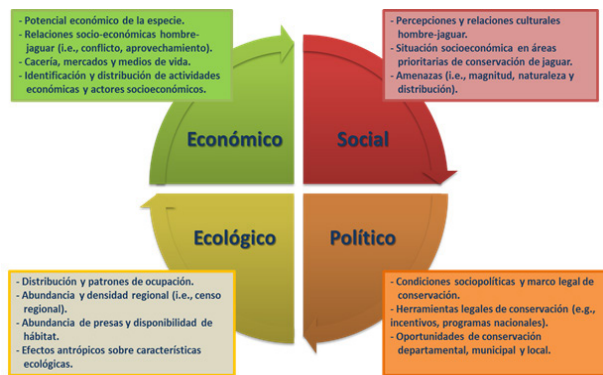 - Potencial económico de la especie.
- Relaciones socio-económicas hombre-
jaguar (i.e., conflicto, aprovechamiento).
- Cacería, mercados y medios de vida.
- Identificación y distribución de actividades
económicas y actores socioeconómicos.
- Percepciones y relaciones culturales
hombre-jaguar.
- Situación socioeconómica en áreas
prioritarias de conservación de jaguar.
- Amenazas (i.e., magnitud, naturaleza y
distribución).
Económico
Social
Ecológico
Político
- Distribución y patrones de ocupación.
- Abundancia y densidad regional (i.e., censo
regional).
- Abundancia de presas y disponibilidad de
hábitat.
- Efectos antrópicos sobre características
ecológicas.
- Condiciones sociopolíticas y marco legal de
conservación.
- Herramientas legales de conservación (e.g.,
incentivos, programas nacionales).
- Oportunidades de conservación
departamental, municipal y local.